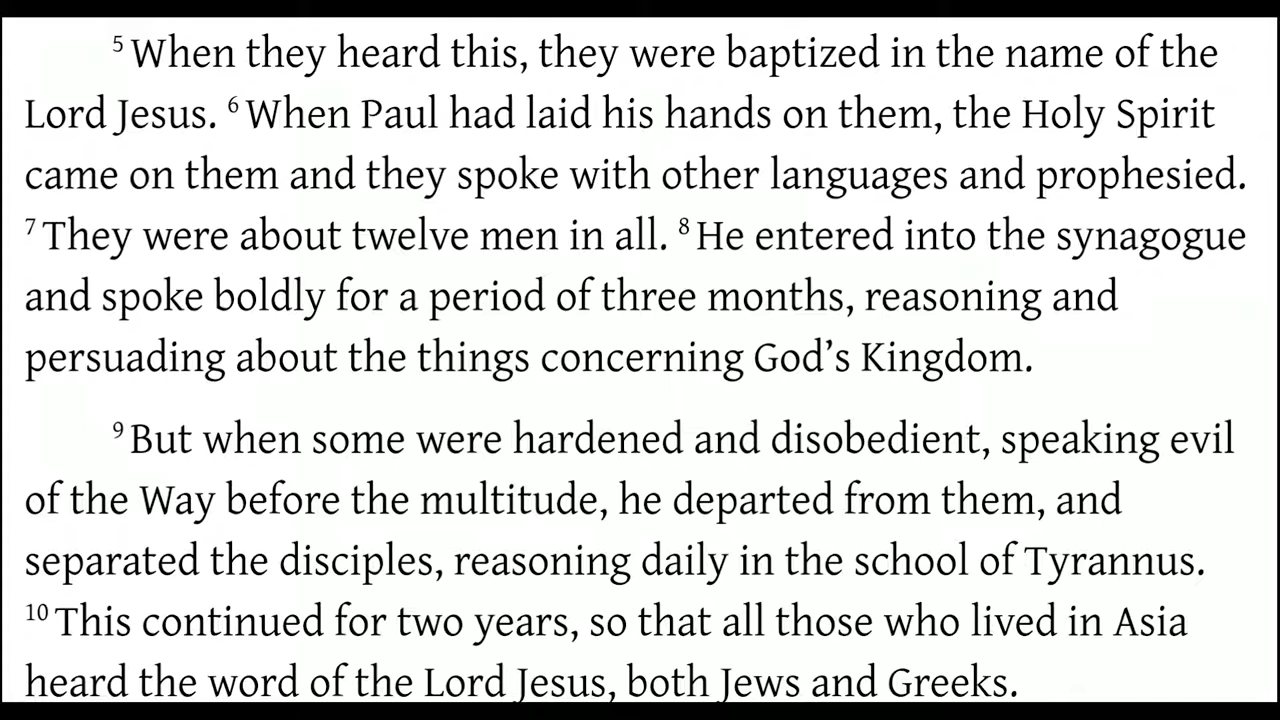 5 When they heard this, they were baptized in the name of the
Lord Jesus. 6 When Paul had laid his hands on them, the Holy Spirit
came on them and they spoke with other languages and prophesied.
7 They were about twelve men in all. 8 He entered into the synagogue
and spoke boldly for a period of three months, reasoning and
persuading about the things concerning God’s Kingdom.
9 But when some were hardened and disobedient, speaking evil
of the Way before the multitude, he departed from them, and
separated the disciples, reasoning daily in the school of Tyrannus.
10 This continued for two years, so that all those who lived in Asia
heard the word of the Lord Jesus, both Jews and Greeks.